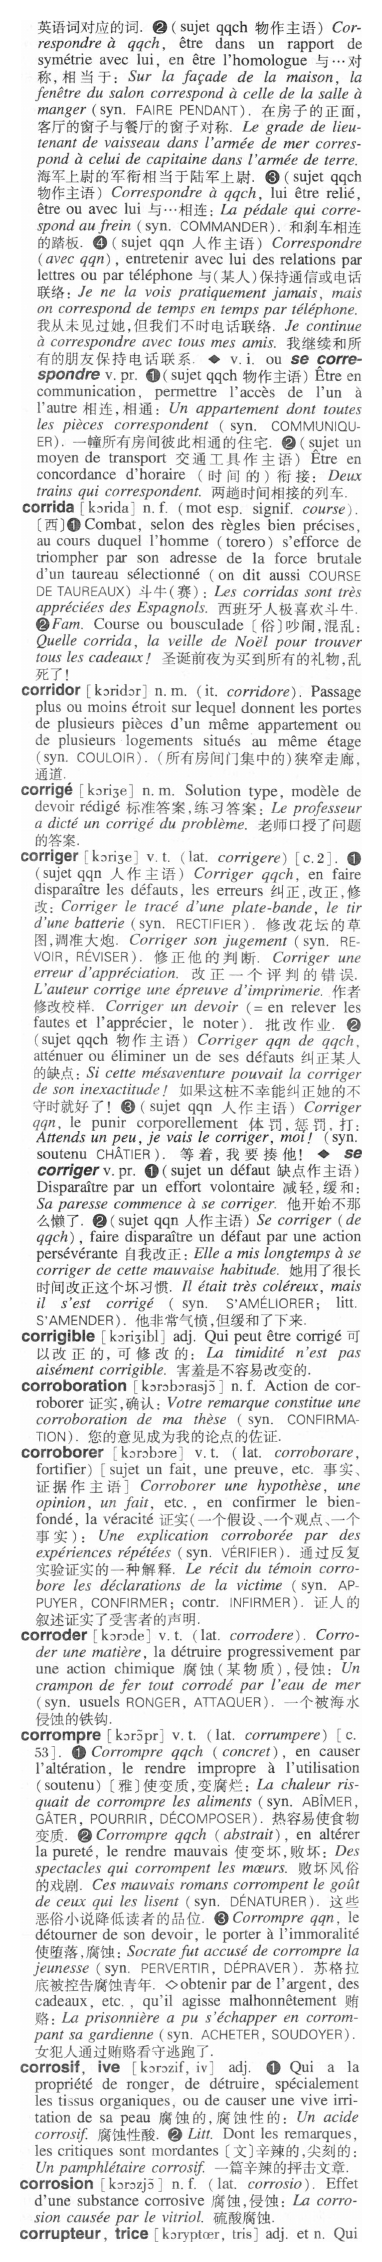 英语词对应的词. ❷ ( sujet qqch 物作主语) Cor-
respondre à qqch, être dans un rapport de
symétrie avec lui, en être l'homologue 与…对
称,相当于: Sur la façade de la maison, la
fenêtre du salon correspond à celle de la salle à
manger (syn. FAIRE PENDANT). 在房子的正面,
客厅的窗子与餐厅的窗子对称. Le grade de lieu-
tenant de vaisseau dans l'armée de mer corres-
pond à celui de capitaine dans l'armée de terre.
海军上尉的军衔相当于陆军上尉. ❸ ( sujet qqch
物作主语) Correspondre à qqch, lui être relié,
être ou avec lui 与…相连: La pédale qui corre-
spond au frein (syn. COMMANDER). 和刹车相连
的踏板. ❹ ( sujet qqn 人作主语) Correspondre
(avec qqn), entretenir avec lui des relations par
lettres ou par téléphone 与(某人)保持通信或电话
联络: Je ne la vois pratiquement jamais, mais
on correspond de temps en temps par téléphone.
我从未见过她,但我们不时电话联络. Je continue
à correspondre avec tous mes amis. 我继续和所
有的朋友保持电话联系. ◆ v. i. ou se corre-
spondre v. pr. ❶ ( sujet qqch 物作主语) Être en
communication, permettre l'accès de l'un à
l'autre 相连,相通: Un appartement dont toutes
les pièces correspondent ( syn. COMMUNIQU-
ER). 一幢所有房间彼此相通的住宅. ❷ ( sujet un
moyen de transport 交通工具作主语) Être en
concordance d'horaire (时间的)衔接: Deux
trains qui correspondent. 两趟时间相接的列车.
corrida [kɔrida] n. f. (mot esp. signif. course).
[西] ❶ Combat, selon des règles bien précises,
au cours duquel l'homme (torero) s'efforce de
triompher par son adresse de la force brutale
d'un taureau sélectionné (on dit aussi COURSE
DE TAUREAUX) 斗牛(赛): Les corridas sont très
appréciées des Espagnols. 西班牙人极喜欢斗牛.
❷ Fam. Course ou bousculade [俗]吵闹,混乱:
Quelle corrida, la veille de Noël pour trouver
tous les cadeaux! 圣诞前夜为买到所有的礼物,乱
死了!
corridor [kɔridɔr] n. m. (it. corridore). Passage
plus ou moins étroit sur lequel donnent les portes
de plusieurs pièces d'un même appartement ou
de plusieurs logements situés au même étage
(syn. COULOIR). (所有房间门集中的)狭窄走廊,
通道.
corrigé [kɔriʒe] n. m. Solution type, modèle de
devoir rédigé 标准答案,练习答案: Le professeur
a dicté un corrigé du problème. 老师口授了问题
的答案.
corriger [kɔriʒe] v. t. (lat. corrigere) [c.2]. ❶
(sujet qqn 人作主语) Corriger qqch, en faire
disparaître les défauts, les erreurs 纠正,改正,修
改: Corriger le tracé d'une plate-bande, le tir
d'une batterie (syn. RECTIFIER). 修改花坛的草
图,调准大炮. Corriger son jugement (syn. RE-
VOIR, RÉVISER). 修正他的判断. Corriger une
erreur d'appréciation. 改正一个评判的错误.
L'auteur corrige une épreuve d'imprimerie. 作者
修改校样. Corriger un devoir (= en relever les
fautes et l'apprécier, le noter). 批改作业. ❷
(sujet qqch 物作主语) Corriger qqn de qqch,
atténuer ou éliminer un de ses défauts 纠正某人
的缺点: Si cette mésaventure pouvait la corriger
de son inexactitude! 如果这桩不幸能纠正她的不
守时就好了! ❸ ( sujet qqn 人作主语) Corriger
qqn, le punir corporellement 体罚,惩罚,打:
Attends un peu, je vais le corriger, moi! (syn.
soutenu CHÂTIER). 等着,我要揍他! ◆ se
corriger v. pr. ❶ ( sujet un défaut 缺点作主语)
Disparaître par un effort volontaire 减轻,缓和:
Sa paresse commence à se corriger. 他开始不那
么懒了. ❷ ( sujet qqn 人作主语) Se corriger (de
qqch), faire disparaître un défaut par une action
persévérante 自我改正: Elle a mis longtemps à se
corriger de cette mauvaise habitude. 她用了很长
时间改正这个坏习惯. Il était très coléreux, mais
il s'est corrigé ( syn. S'AMÉLIORER; litt.
S'AMENDER). 他非常气愤,但缓和了下来.
corrigible [kɔriʒibl] adj. Qui peut être corrigé 可
以改正的,可修改的: La timidité n'est pas
aisément corrigible. 害羞是不容易改变的.
corroboration [kɔrɔbɔrasjɔ̃] n. f. Action de cor-
roborer 证实,确认: Votre remarque constitue une
corroboration de ma thèse ( syn. CONFIRMA-
TION). 您的意见成为我的论点的佐证.
corroborer [kɔrɔbɔre] v. t. ( lat. corroborare,
fortifier) [ sujet un fait, une preuve, etc. 事实、
证据作主语] Corroborer une hypothèse, une
opinion, un fait, etc., en confirmer le bien-
fondé, la véracité 证实(一个假设、一个观点、一个
事实): Une explication corroborée par des
expériences répétées (syn. VÉRIFIER). 通过反复
实验证实的一种解释. Le récit du témoin corro-
bore les déclarations de la victime ( syn. AP-
PUYER, CONFIRMER; contr. INFIRMER). 证人的
叙述证实了受害者的声明.
corroder [kɔrɔde] v. t. (lat. corrodere). Corro-
der une matière, la détruire progressivement par
une action chimique 腐蚀(某物质),侵蚀: Un
crampon de fer tout corrodé par l'eau de mer
(syn. usuels RONGER, ATTAQUER). 一个被海水
侵蚀的铁钩.
corrompre [kɔrɔ̃pr] v. t. (lat. corrumpere) [c.
53]. ❶ Corrompre qqch (concret), en causer
l'altération, le rendre impropre à l'utilisation
(soutenu) [雅]使变质,变腐烂: La chaleur ris-
quait de corrompre les aliments (syn. ABÎMER,
GÂTER, POURRIR, DÉCOMPOSER). 热容易使食物
变质. ❷ Corrompre qqch (abstrait), en altérer
la pureté, le rendre mauvais 使变坏,败坏: Des
spectacles qui corrompent les mœurs. 败坏风俗
的戏剧. Ces mauvais romans corrompent le goût
de ceux qui les lisent (syn. DÉNATURER). 这些
恶俗小说降低读者的品位. ❸ Corrompre qqn, le
détourner de son devoir, le porter à l'immoralité
使堕落,腐蚀: Socrate fut accusé de corrompre la
jeunesse (syn. PERVERTIR, DÉPRAVER). 苏格拉
底被控告腐蚀青年. ◇ obtenir par de l'argent, des
cadeaux, etc., qu'il agisse malhonnêtement 贿
赂: La prisonnière a pu s'échapper en corrom-
pant sa gardienne (syn. ACHETER, SOUDOYER).
女犯人通过贿赂看守逃跑了.
corrosif, ive [kɔrɔzif, iv] adj. ❶ Qui a la
propriété de ronger, de détruire, spécialement
les tissus organiques, ou de causer une vive irri-
tation de sa peau 腐蚀的,腐蚀性的: Un acide
corrosif. 腐蚀性酸. ❷ Litt. Dont les remarques,
les critiques sont mordantes [文]辛辣的,尖刻的:
Un pamphlétaire corrosif. 一篇辛辣的抨击文章.
corrosion [kɔrɔzjɔ̃] n. f. (lat. corrosio). Effet
d'une substance corrosive 腐蚀,侵蚀: La corro-
sion causée par le vitriol. 硫酸腐蚀.
corrupteur, trice [kɔryptœr, tris] adj. et n. Qui